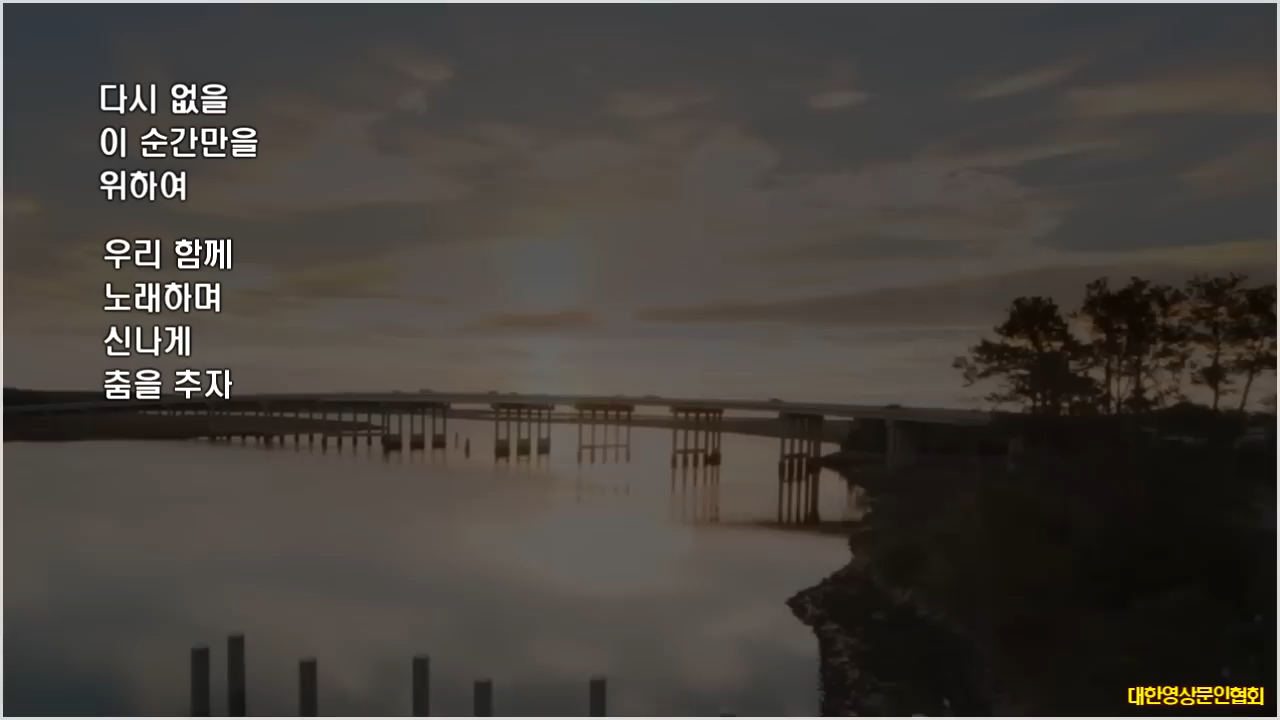 다시 없을
이 순간만을
위하여
우리 함께
노래하며
신나게
춤을 추자
대한영상문인협회